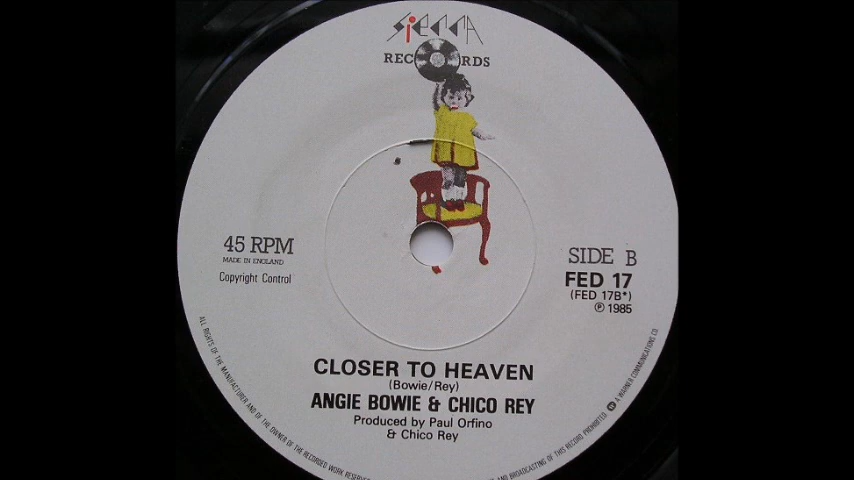 SIERRA
RECORDS
45 RPM
MADE IN ENGLAND
Copyright Control
SIDE B
FED 17
(FED 17B*)
℗ 1985
CLOSER TO HEAVEN
(Bowie/Rey)
ANGIE BOWIE & CHICO REY
Produced by Paul Orfino
& Chico Rey
ALL RIGHTS OF THE MANUFACTURER AND OF THE OWNER OF THE RECORDED WORK RESERVED
AND BROADCASTING OF THIS RECORD PROHIBITED
A WARNER COMMUNICATIONS CO